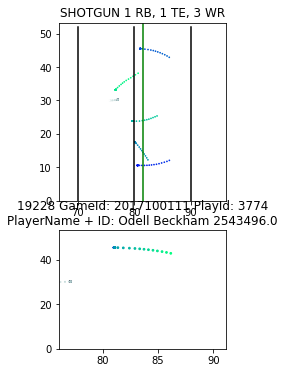 SHOTGUN 1 RB, 1 TE, 3 WR
50
40
30
20
10
0
70 80 90
19228 GameId: 2017100111 PlayId: 3774
PlayerName + ID: Odell Beckham 2543496.0
40
20
0
80 85 90